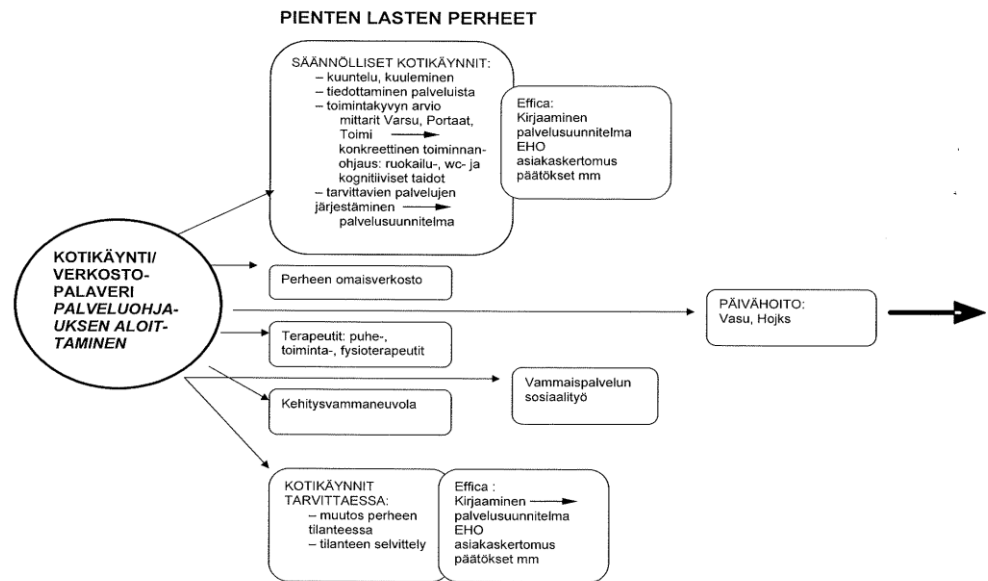 PIENTEN LASTEN PERHEET
SÄÄNNÖLLISET KOTIKÄYNNIT:
– kuuntelu, kuuleminen
– tiedottaminen palveluista
– toimintakyvyn arvio
mittarit Varsu, Portaat,
Toimi
konkreettinen toiminnan-
ohjaus: ruokailu-, wc- ja
kognitiiviset taidot
– tarvittavien palvelujen
järjestäminen
palvelusuunnitelma
Effica:
Kirjaaminen
palvelusuunnitelma
EHO
asiakaskertomus
päätökset mm
KOTIKÄYNTI/
VERKOSTO-
PALAVERI
PALVELUOHJA-
UKSEN ALOIT-
TAMINEN
Perheen omaisverkosto
PÄIVÄHOITO:
Vasu, Hojks
Terapeutit: puhe-,
toiminta-, fysioterapeutit
Vammaispalvelun
sosiaalityö
Kehitysvammaneuvola
KOTIKÄYNNIT
TARVITTAESSA:
– muutos perheen
tilanteessa
– tilanteen selvittely
Effica :
Kirjaaminen
palvelusuunnitelma
EHO
asiakaskertomus
päätökset mm